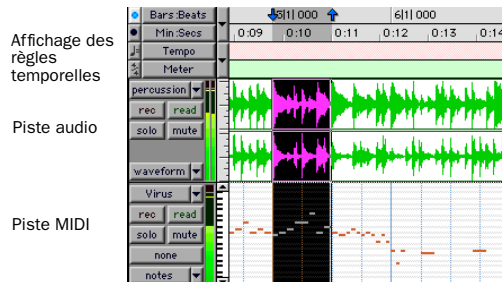 Bars:Beats 5|1| 000 6|1| 000
Min:Secs 0:09 0:10 0:11 0:12 0:13 0:14
Tempo
Meter
Affichage des
règles
temporelles
percussion
rec read
solo mute
waveform
Piste audio
Virus
rec read
solo mute
none
notes
Piste MIDI